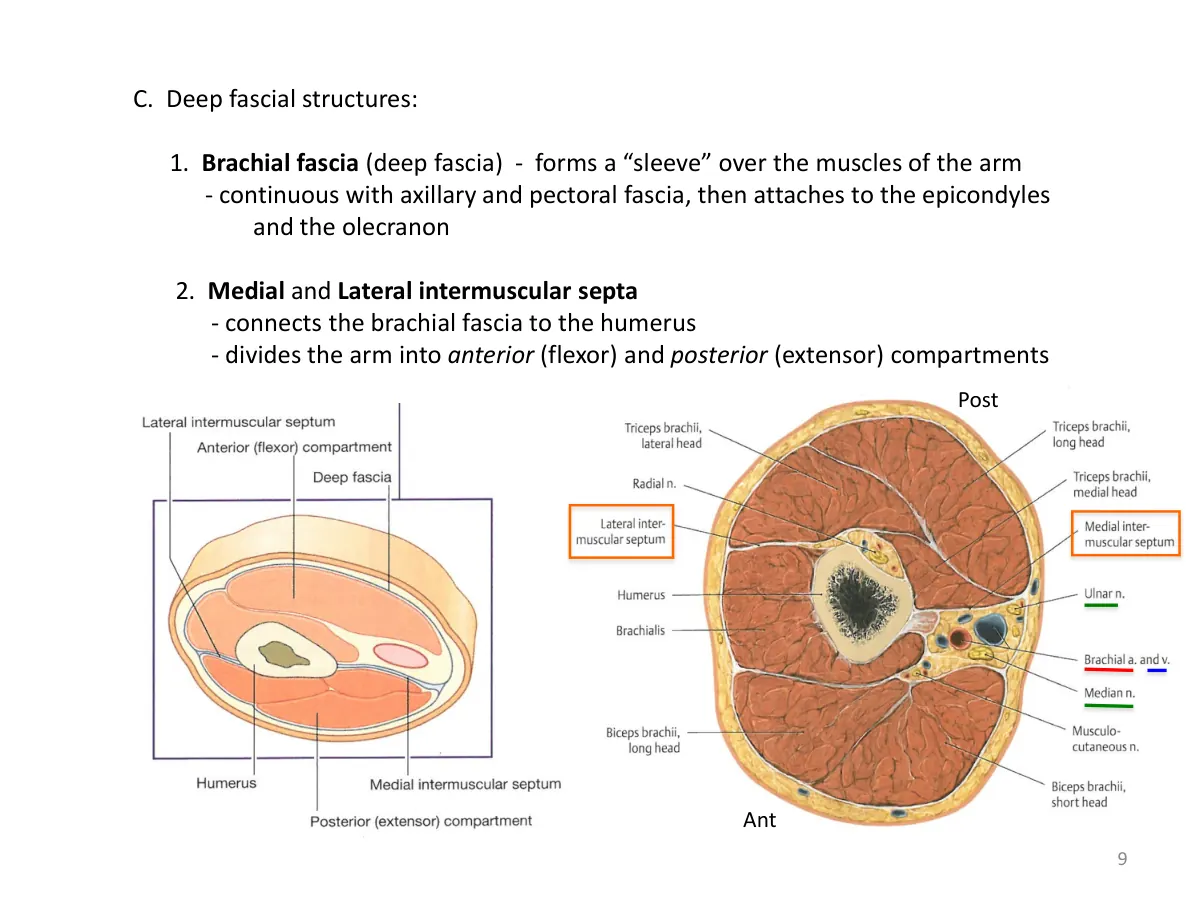 C. Deep fascial structures:
1. Brachial fascia (deep fascia) - forms a “sleeve” over the muscles of the arm
- continuous with axillary and pectoral fascia, then attaches to the epicondyles
and the olecranon
2. Medial and Lateral intermuscular septa
- connects the brachial fascia to the humerus
- divides the arm into anterior (flexor) and posterior (extensor) compartments
Lateral intermuscular septum
Anterior (flexor) compartment
Deep fascia
Humerus
Medial intermuscular septum
Posterior (extensor) compartment
Post
Triceps brachii,
lateral head
Radial n.
Lateral inter-
muscular septum
Humerus
Brachialis
Biceps brachii,
long head
Triceps brachii,
long head
Triceps brachii,
medial head
Medial inter-
muscular septum
Ulnar n.
Brachial a. and v.
Median n.
Musculo-
cutaneous n.
Biceps brachii,
short head
Ant
9